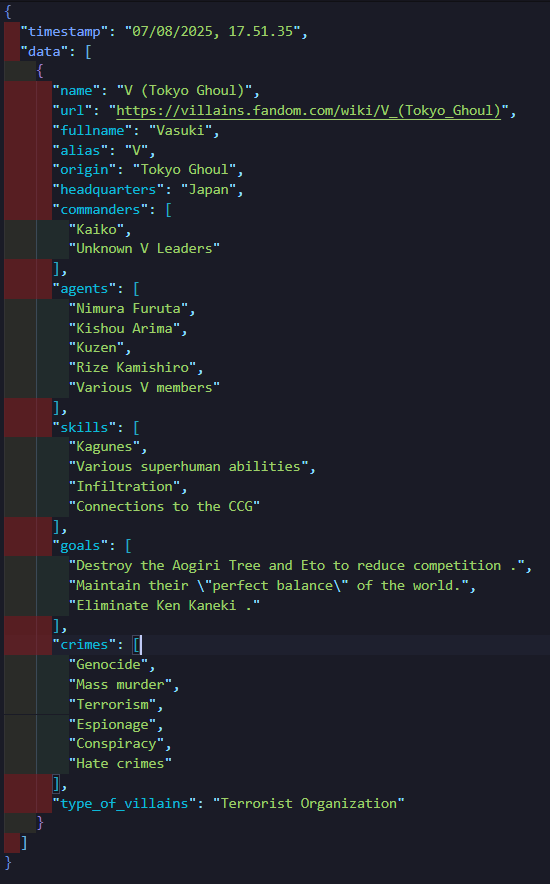 {
"timestamp": "07/08/2025, 17.51.35",
"data": [
{
"name": "V (Tokyo Ghoul)",
"url": "https://villains.fandom.com/wiki/V_(Tokyo_Ghoul)",
"fullname": "Vasuki",
"alias": "V",
"origin": "Tokyo Ghoul",
"headquarters": "Japan",
"commanders": [
"Kaiko",
"Unknown V Leaders"
],
"agents": [
"Nimura Furuta",
"Kishou Arima",
"Kuzen",
"Rize Kamishiro",
"Various V members"
],
"skills": [
"Kagunes",
"Various superhuman abilities",
"Infiltration",
"Connections to the CCG"
],
"goals": [
"Destroy the Aogiri Tree and Eto to reduce competition .",
"Maintain their \"perfect balance\" of the world.",
"Eliminate Ken Kaneki ."
],
"crimes": [
"Genocide",
"Mass murder",
"Terrorism",
"Espionage",
"Conspiracy",
"Hate crimes"
],
"type_of_villains": "Terrorist Organization"
}
]
}